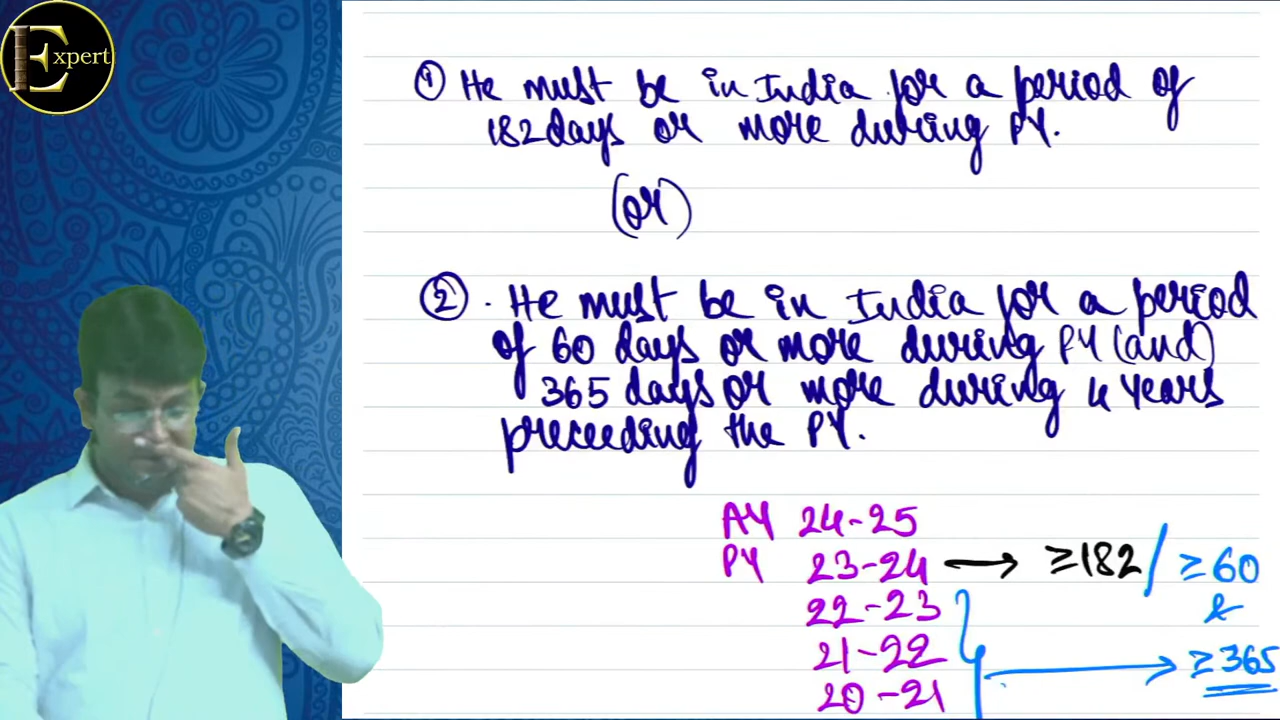 Expert
① He must be in India for a period of
182 days or more during PY.
(or)
② . He must be in India for a period
of 60 days or more during PY (and)
365 days or more during 4 years
preceeding the PY.
AY 24-25
PY 23-24 → ≥182 / ≥60
22-23 &
21-22 → ≥365
20-21